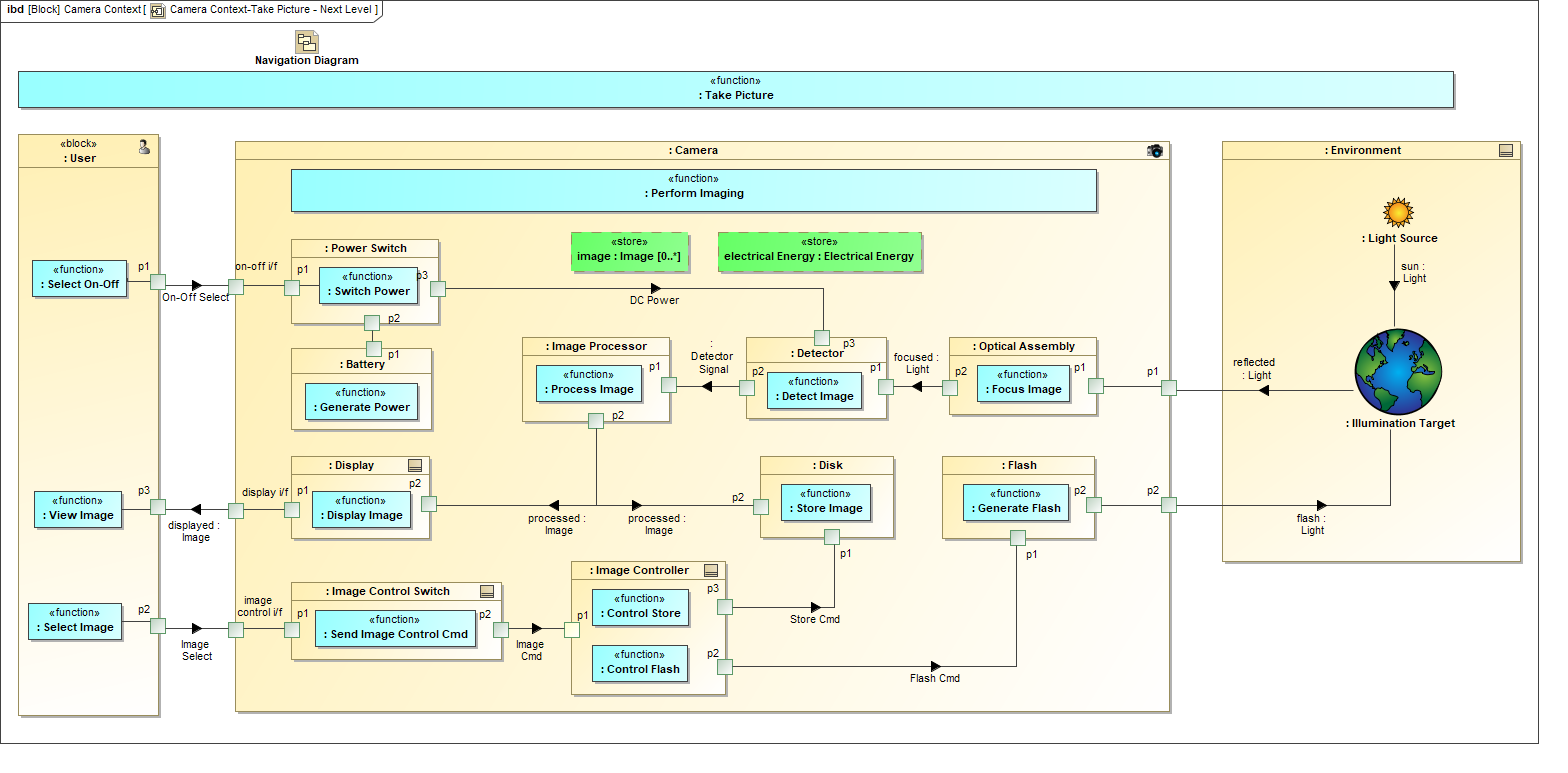 ibd [Block] Camera Context[ Camera Context-Take Picture - Next Level ]
Navigation Diagram
«function»
: Take Picture
«block»
: User
«function»
: Select On-Off
p1
On-Off Select
«function»
: View Image
p3
displayed :
Image
«function»
: Select Image
p2
Image
Select
: Camera
«function»
: Perform Imaging
on-off i/f
: Power Switch
p1
«function»
: Switch Power
p3
p2
«store»
image : Image [0..*]
«store»
electrical Energy : Electrical Energy
DC Power
p1
: Battery
«function»
: Generate Power
: Image Processor
«function»
: Process Image
p1
p2
:
Detector
Signal
p3
: Detector
p2
p1
«function»
: Detect Image
focused :
Light
: Optical Assembly
p2
«function»
: Focus Image
p1
p1
display i/f
: Display
p1
«function»
: Display Image
p2
processed :
Image
processed :
Image
: Disk
p2
«function»
: Store Image
p1
: Flash
«function»
: Generate Flash
p2
p1
p2
image
control i/f
: Image Control Switch
p1
«function»
: Send Image Control Cmd
p2
Image
Cmd
: Image Controller
p1
«function»
: Control Store
p3
«function»
: Control Flash
p2
Store Cmd
Flash Cmd
: Environment
: Light Source
sun :
Light
reflected
: Light
: Illumination Target
flash :
Light